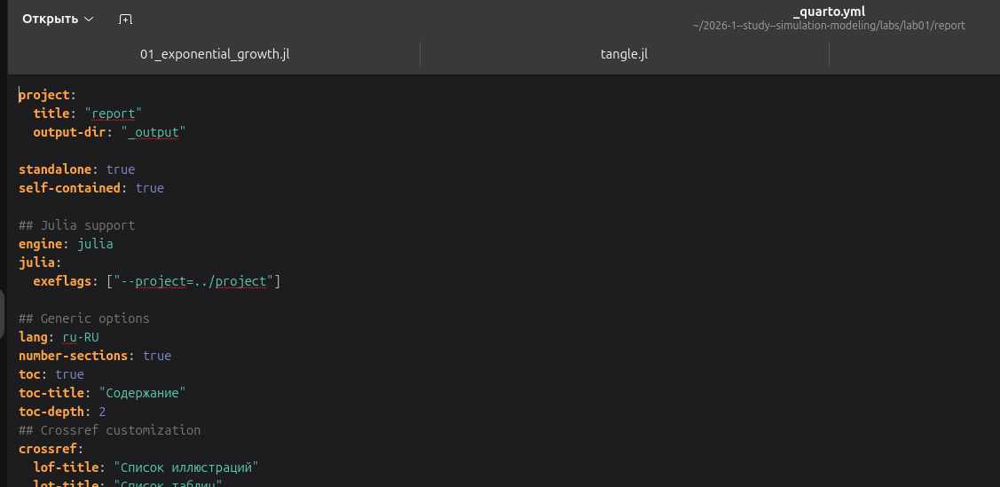 Открыть
_quarto.yml
~/2026-1--study--simulation-modeling/labs/lab01/report
01_exponential_growth.jl
tangle.jl
project:
  title: "report"
  output-dir: "_output"

standalone: true
self-contained: true

## Julia support
engine: julia
julia:
  exeflags: ["--project=../project"]

## Generic options
lang: ru-RU
number-sections: true
toc: true
toc-title: "Содержание"
toc-depth: 2
## Crossref customization
crossref:
  lof-title: "Список иллюстраций"
  lot-title: "Список таблиц"